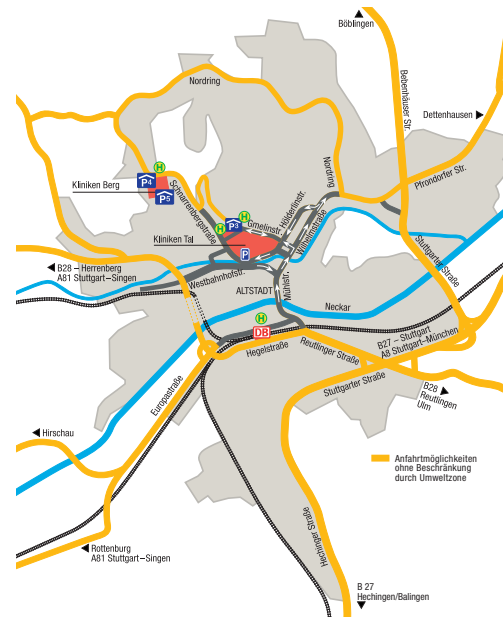 Böblingen
Nordring
Bebenhäuser Str.
Dettenhausen
Pfrondorfer Str.
Nordring
H
Kliniken Berg
P4
P5
Schnarrenbergstraße
H
H
P3
Gmelinstr.
Hölderlinstr.
Wilhelmstraße
Kliniken Tal
P
Stuttgarter Straße
B28 – Herrenberg
A81 Stuttgart–Singen
Westbahnhofstr.
ALTSTADT
Mühlstr.
Neckar
H
DB
Hegelstraße
Reutlinger Straße
B27 – Stuttgart
A8 Stuttgart–München
Stuttgarter Straße
B28
Reutlingen
Ulm
Europastraße
Hirschau
Anfahrtmöglichkeiten
ohne Beschränkung
durch Umweltzone
Hechinger Straße
Rottenburg
A81 Stuttgart–Singen
B 27
Hechingen/Balingen